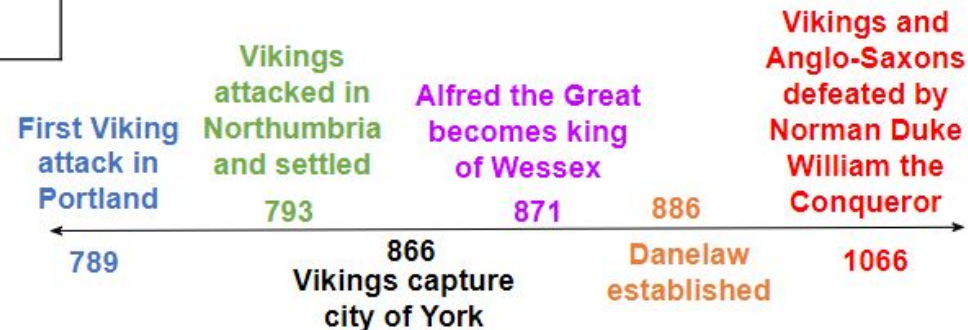 First Viking
attack in
Portland
789
Vikings
attacked in
Northumbria
and settled
793
866
Vikings capture
city of York
Alfred the Great
becomes king
of Wessex
871
886
Danelaw
established
Vikings and
Anglo-Saxons
defeated by
Norman Duke
William the
Conqueror
1066